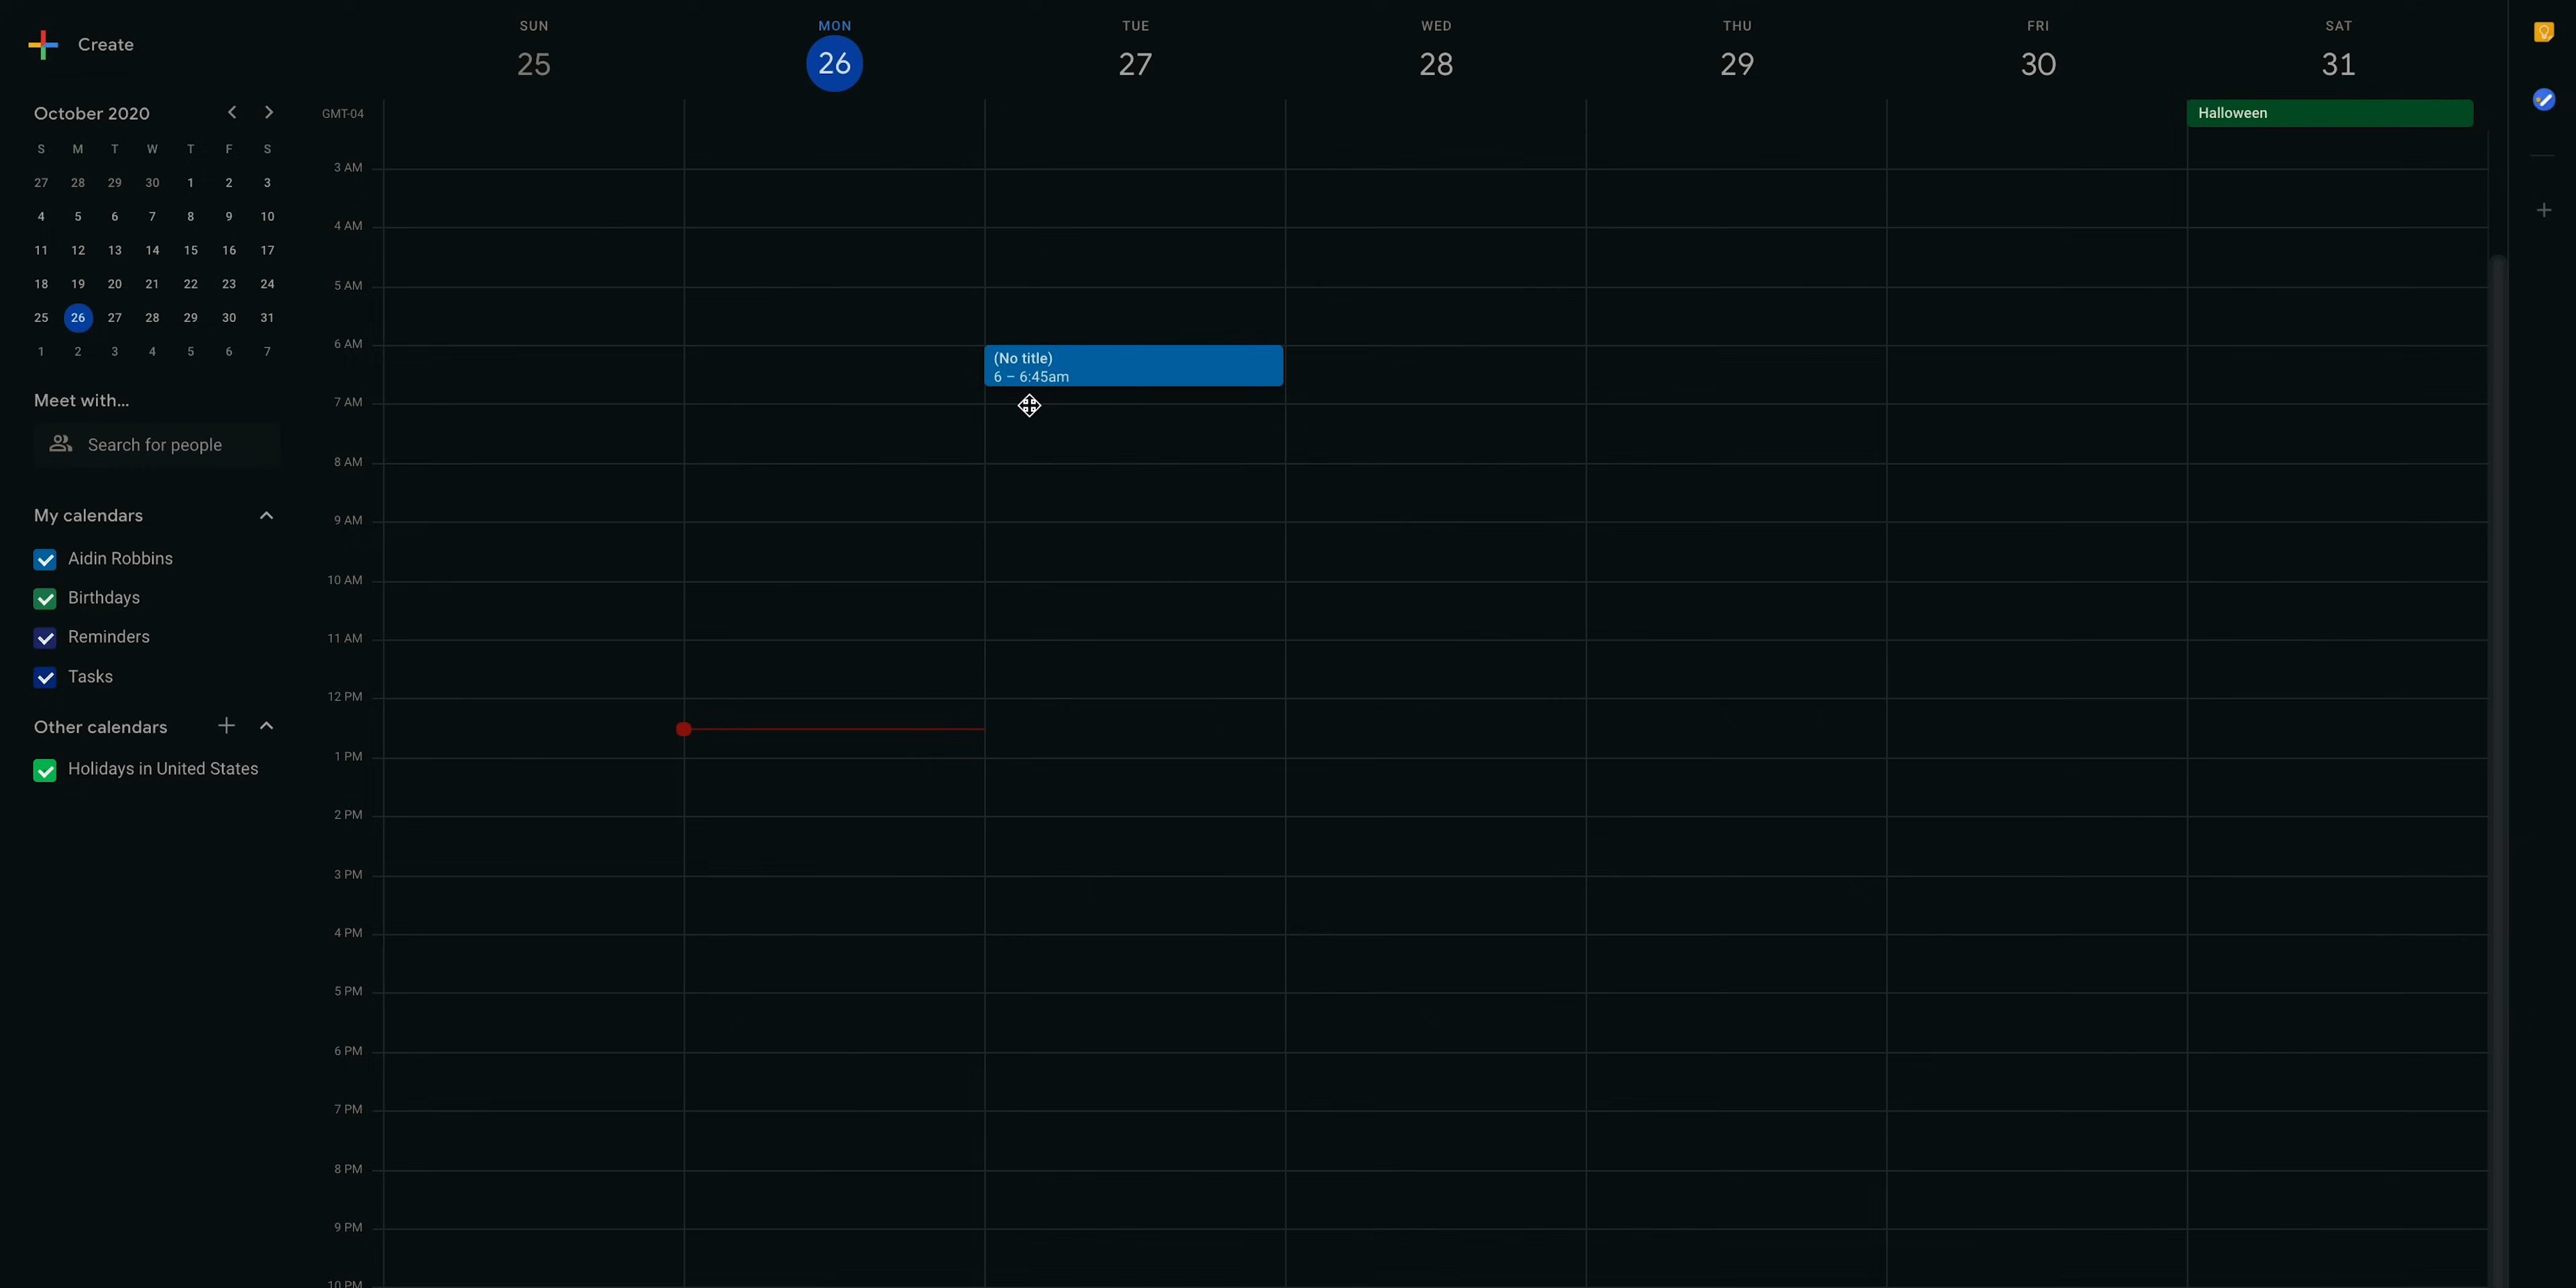 Create
October 2020
S M T W T F S
27 28 29 30 1 2 3
4 5 6 7 8 9 10
11 12 13 14 15 16 17
18 19 20 21 22 23 24
25 26 27 28 29 30 31
1 2 3 4 5 6 7
Meet with...
Search for people
My calendars
Aidin Robbins
Birthdays
Reminders
Tasks
Other calendars
Holidays in United States
SUN MON TUE WED THU FRI SAT
25 26 27 28 29 30 31
GMT-04
Halloween
3 AM
4 AM
5 AM
6 AM
(No title)
6 – 6:45am
7 AM
8 AM
9 AM
10 AM
11 AM
12 PM
1 PM
2 PM
3 PM
4 PM
5 PM
6 PM
7 PM
8 PM
9 PM
10 PM